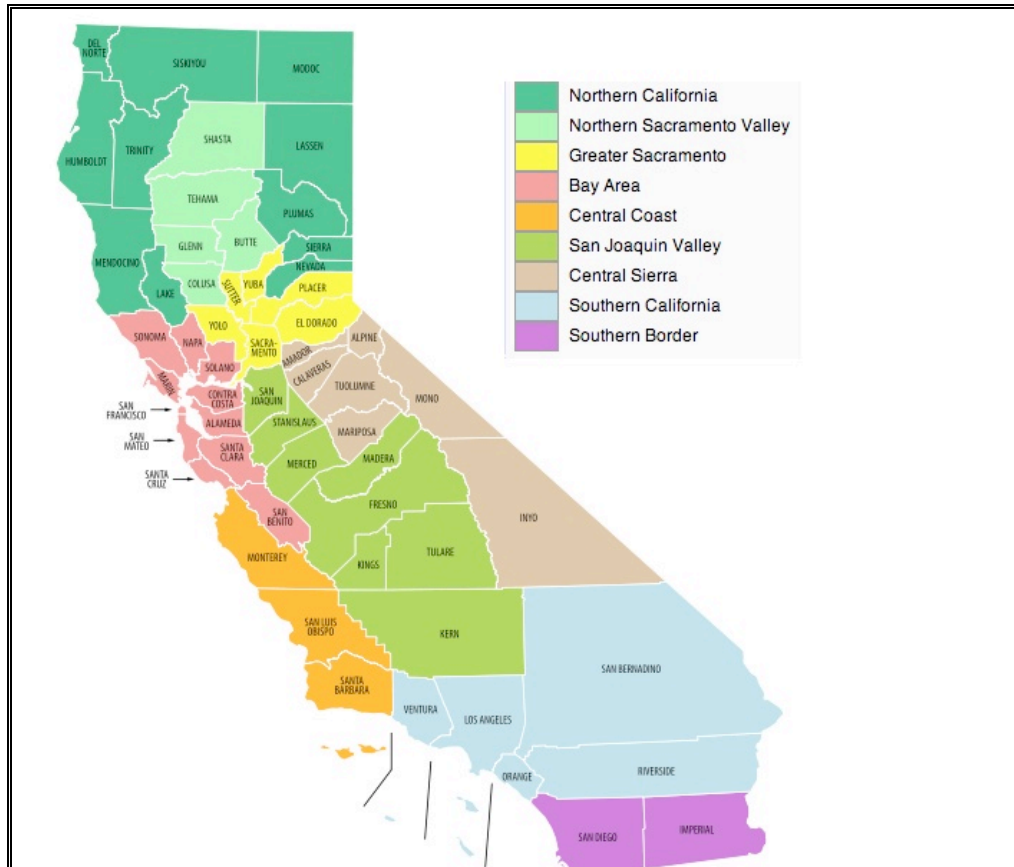 DEL
NORTE
SISKIYOU
MODOC
HUMBOLDT
TRINITY
SHASTA
LASSEN
TEHAMA
PLUMAS
MENDOCINO
GLENN
BUTTE
SIERRA
NEVADA
LAKE
COLUSA
SUTTER
YUBA
PLACER
SONOMA
NAPA
YOLO
SACRA-
MENTO
EL DORADO
ALPINE
AMADOR
SOLANO
CALAVERAS
TUOLUMNE
MONO
MARIN
CONTRA
COSTA
SAN
JOAQUIN
SAN
FRANCISCO
ALAMEDA
STANISLAUS
MARIPOSA
SAN
MATEO
SANTA
CLARA
MERCED
MADERA
SANTA
CRUZ
SAN
BENITO
FRESNO
INYO
MONTEREY
KINGS
TULARE
SAN LUIS
OBISPO
KERN
SAN BERNADINO
SANTA
BARBARA
VENTURA
LOS ANGELES
ORANGE
RIVERSIDE
SAN DIEGO
IMPERIAL
Northern California
Northern Sacramento Valley
Greater Sacramento
Bay Area
Central Coast
San Joaquin Valley
Central Sierra
Southern California
Southern Border